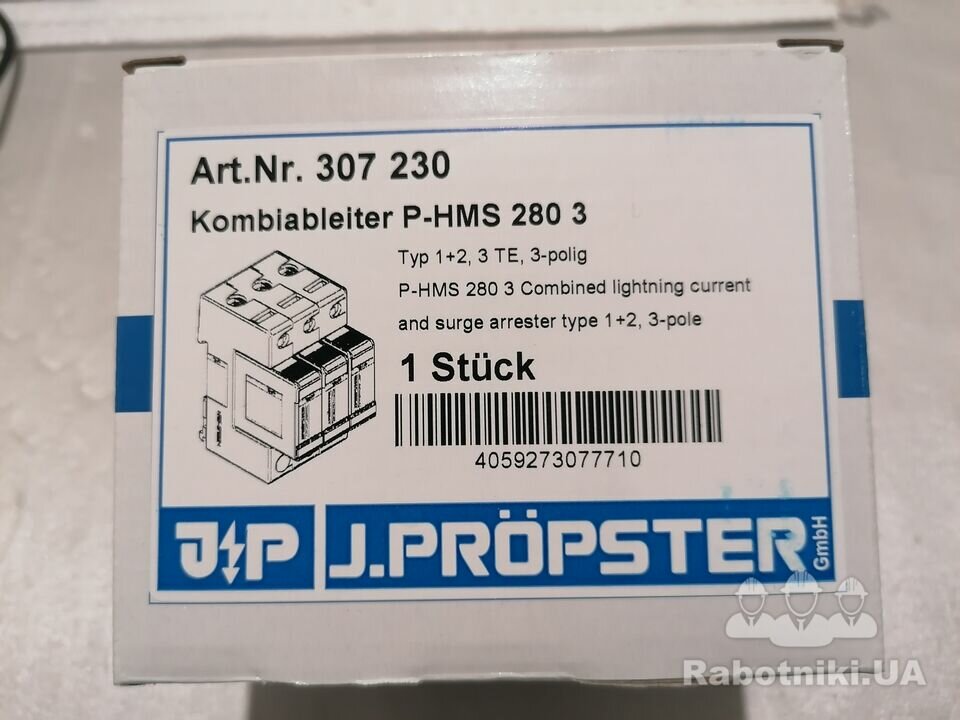 Art.Nr. 307 230
Kombiableiter P-HMS 280 3
Typ 1+2, 3 TE, 3-polig
P-HMS 280 3 Combined lightning current
and surge arrester type 1+2, 3-pole
1 Stück
4059273077710
JP J.PRÖPSTER GmbH
Rabotniki.UA